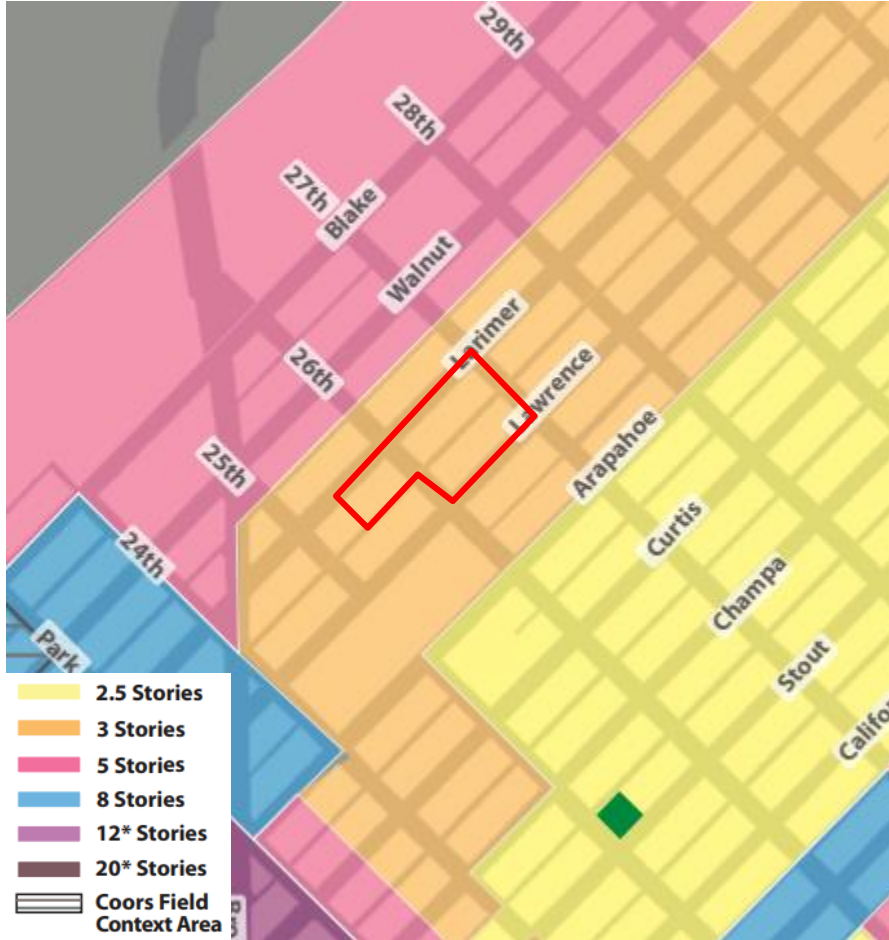 29th
28th
27th
Blake
Walnut
Larimer
26th
Lawrence
25th
Arapahoe
24th
Curtis
Champa
Park
Stout
Califor
2.5 Stories
3 Stories
5 Stories
8 Stories
12* Stories
20* Stories
Coors Field
Context Area